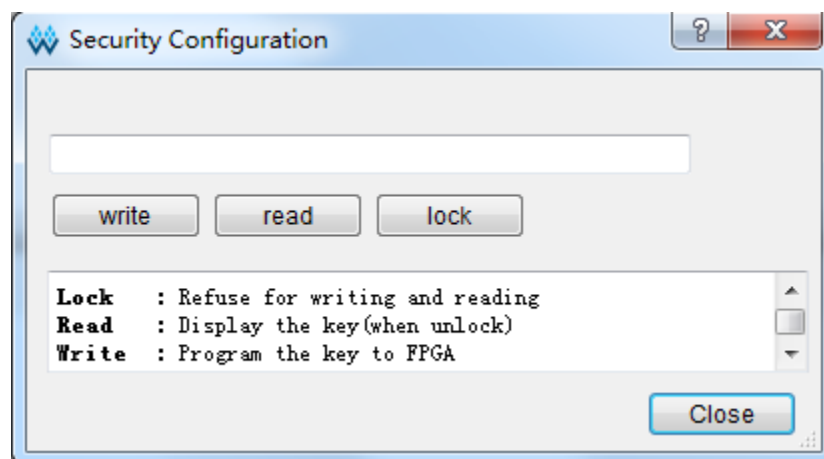 Security Configuration
write read lock
Lock : Refuse for writing and reading
Read : Display the key(when unlock)
Write : Program the key to FPGA
Close